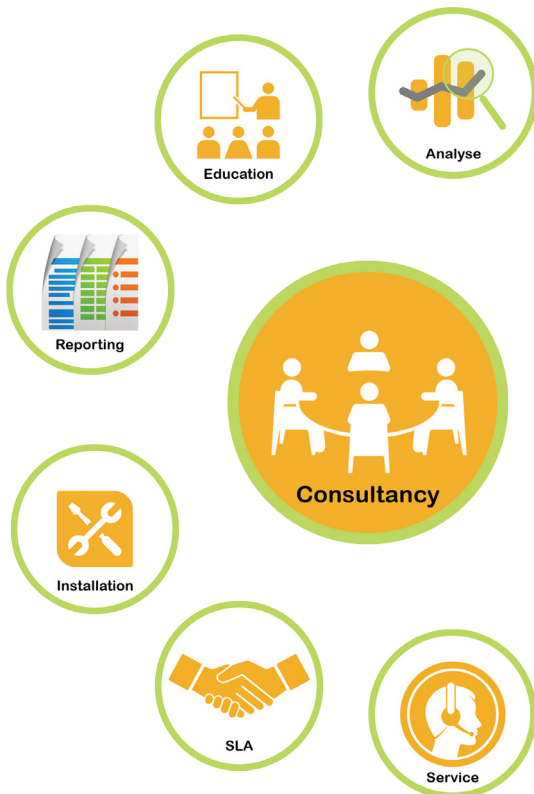 Education
Analyse
Reporting
Consultancy
Installation
SLA
Service